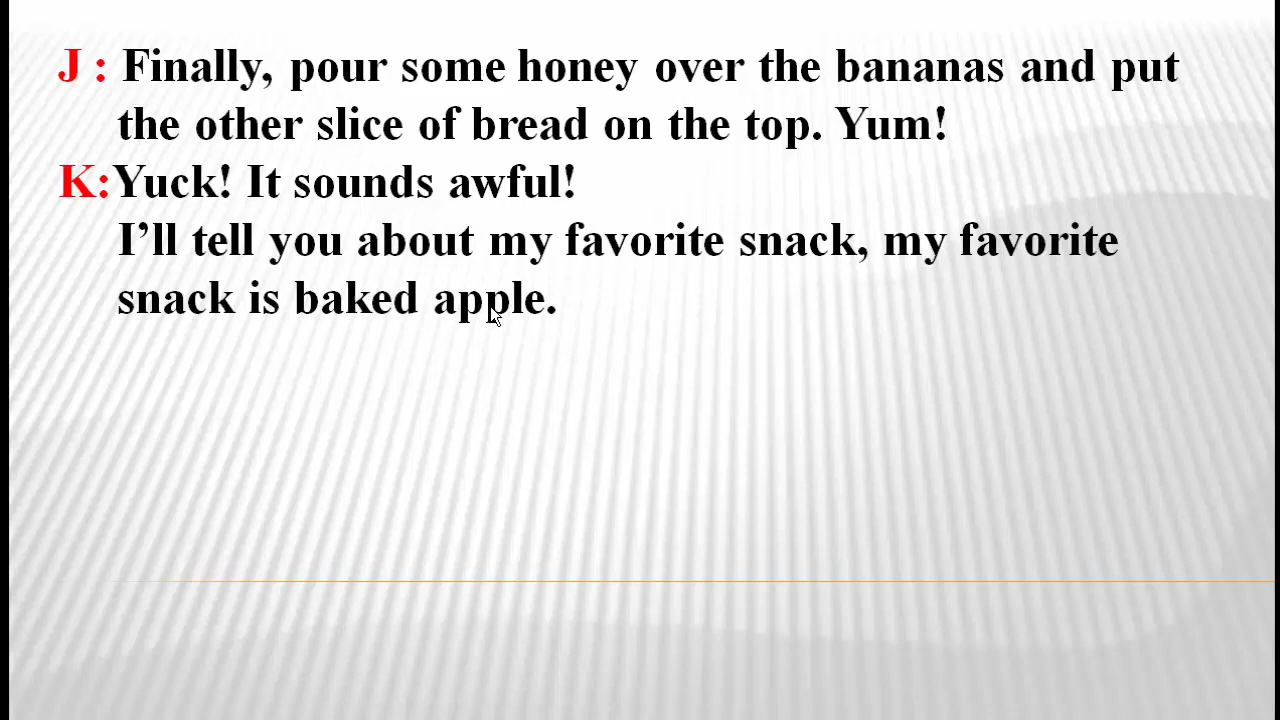 J : Finally, pour some honey over the bananas and put
the other slice of bread on the top. Yum!
K:Yuck! It sounds awful!
I’ll tell you about my favorite snack, my favorite
snack is baked apple.